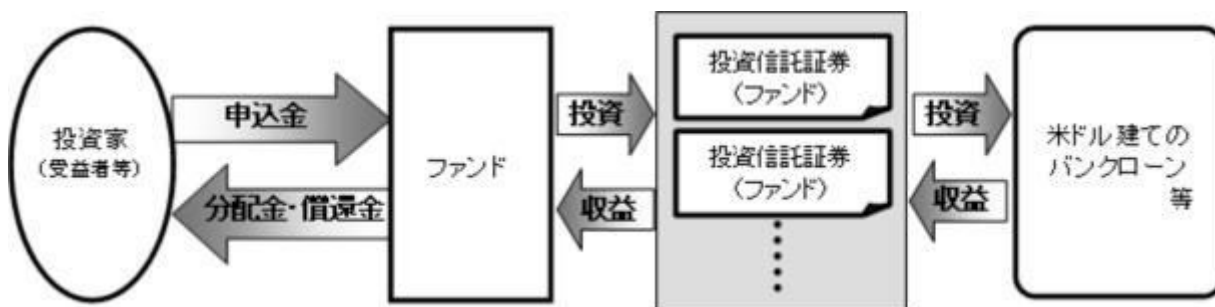 投資家
(受益者等)
申込金
分配金・償還金
ファンド
投資
収益
投資信託証券
(ファンド)
投資信託証券
(ファンド)
投資
収益
米ドル建ての
バンクローン
等